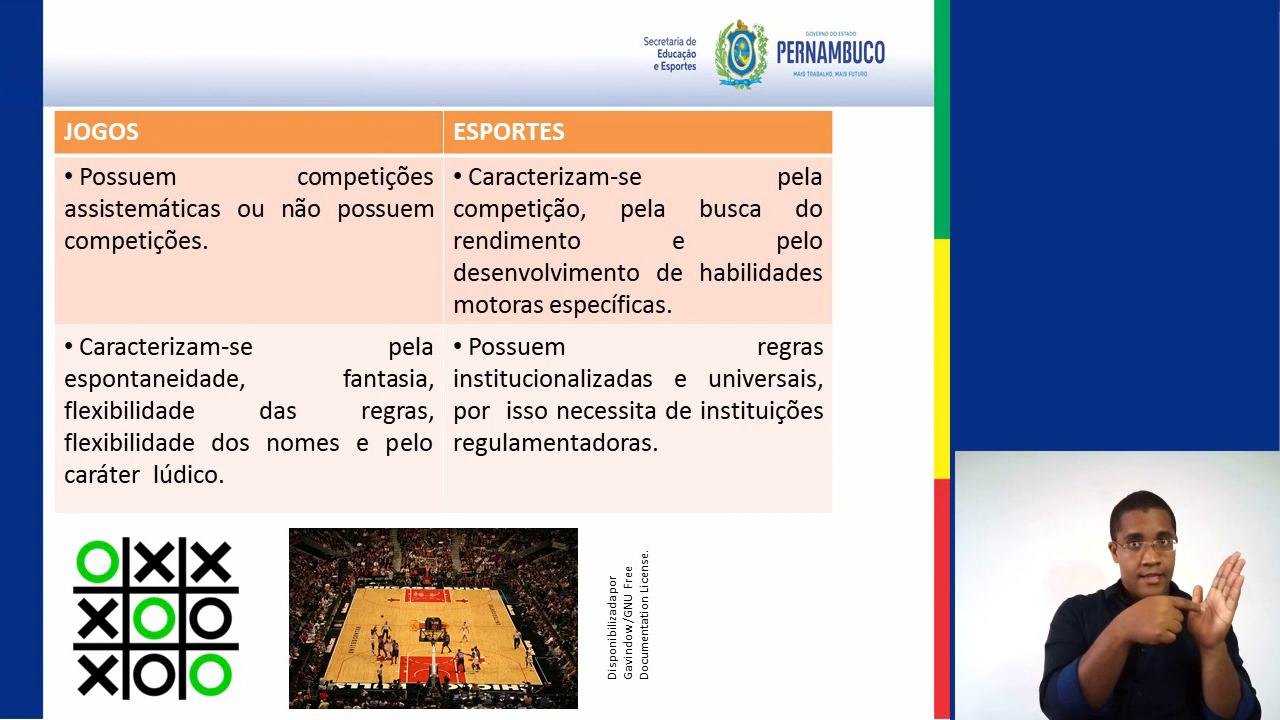 Secretaria de
Educação
e Esportes
GOVERNO DO ESTADO
PERNAMBUCO
MAIS TRABALHO, MAIS FUTURO.
JOGOS
ESPORTES
• Possuem competições
assistemáticas ou não possuem
competições.
• Caracterizam-se pela
competição, pela busca do
rendimento e pelo
desenvolvimento de habilidades
motoras específicas.
• Caracterizam-se pela
espontaneidade, fantasia,
flexibilidade das regras,
flexibilidade dos nomes e pelo
caráter lúdico.
• Possuem regras
institucionalizadas e universais,
por isso necessita de instituições
regulamentadoras.
O X X
X O O
X O O
Disponibilizada por
Gavindow/GNU Free
Documentation License.